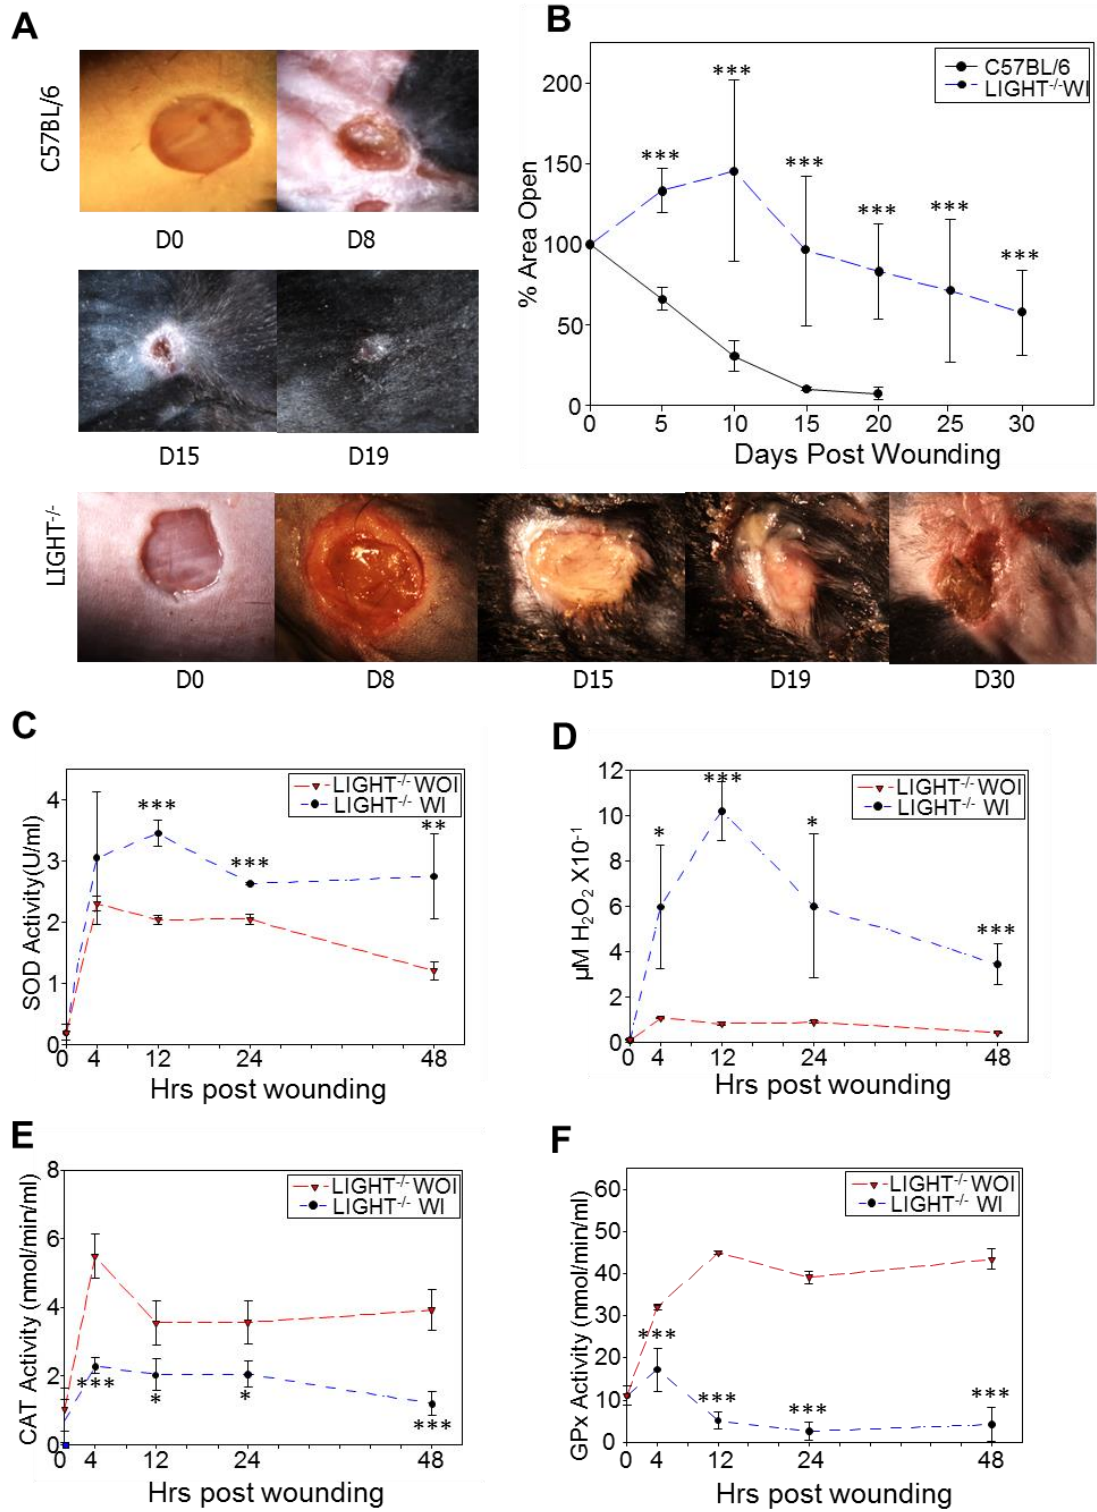 A
C57BL/6
D0
D8
D15
D19
B
C57BL/6
LIGHT⁻/⁻WI
% Area Open
200
150
100
50
0
***
***
***
***
***
***
0 5 10 15 20 25 30
Days Post Wounding
LIGHT⁻/⁻
D0
D8
D15
D19
D30
C
LIGHT⁻/⁻ WOI
LIGHT⁻/⁻ WI
SOD Activity(U/ml)
4
3
2
1
0
***
***
**
0 4 12 24 48
Hrs post wounding
D
LIGHT⁻/⁻ WOI
LIGHT⁻/⁻ WI
µM H₂O₂ X10⁻¹
12
10
8
6
4
2
0
*
***
*
***
0 4 12 24 48
Hrs post wounding
E
LIGHT⁻/⁻ WOI
LIGHT⁻/⁻ WI
CAT Activity (nmol/min/ml)
8
6
4
2
0
***
*
*
***
0 4 12 24 48
Hrs post wounding
F
LIGHT⁻/⁻ WOI
LIGHT⁻/⁻ WI
GPx Activity (nmol/min/ml)
60
50
40
30
20
10
0
***
***
***
***
0 4 12 24 48
Hrs post wounding